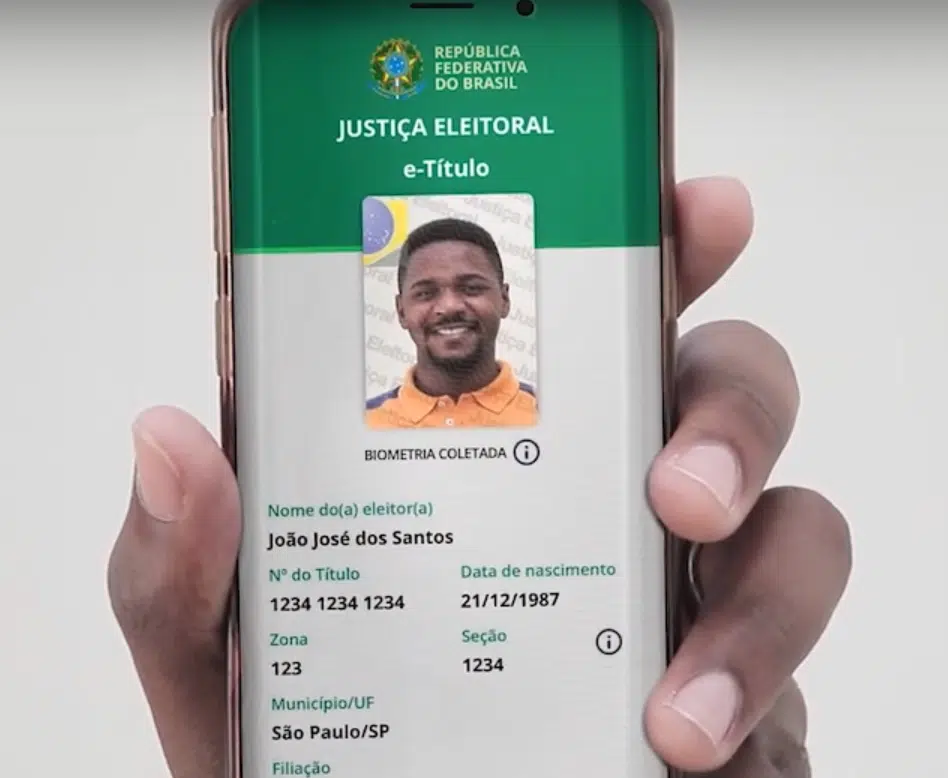 REPÚBLICA
FEDERATIVA
DO BRASIL
JUSTIÇA ELEITORAL
e-Título
BIOMETRIA COLETADA
Nome do(a) eleitor(a)
João José dos Santos
Nº do Título
Data de nascimento
1234 1234 1234
21/12/1987
Zona
Seção
123
1234
Município/UF
São Paulo/SP
Filiação